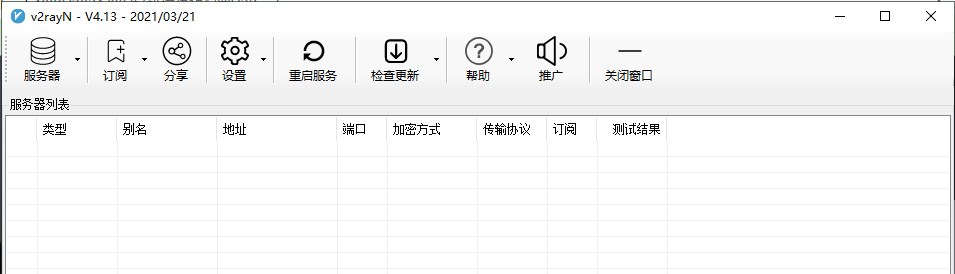 v2rayN - V4.13 - 2021/03/21
服务器 订阅 分享 设置 重启服务 检查更新 帮助 推广 关闭窗口
服务器列表
类型 别名 地址 端口 加密方式 传输协议 订阅 测试结果